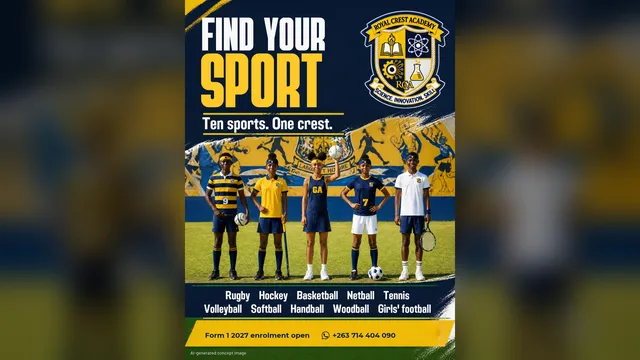 FIND YOUR
SPORT
Ten sports. One crest.
ROYAL CREST ACADEMY
RCA
SCIENCE, INNOVATION, SKILL
9
GA
7
Rugby Hockey Basketball Netball Tennis
Volleyball Softball Handball Woodball Girls' football
Form 1 2027 enrolment open
+263 714 404 090
AI-generated concept image